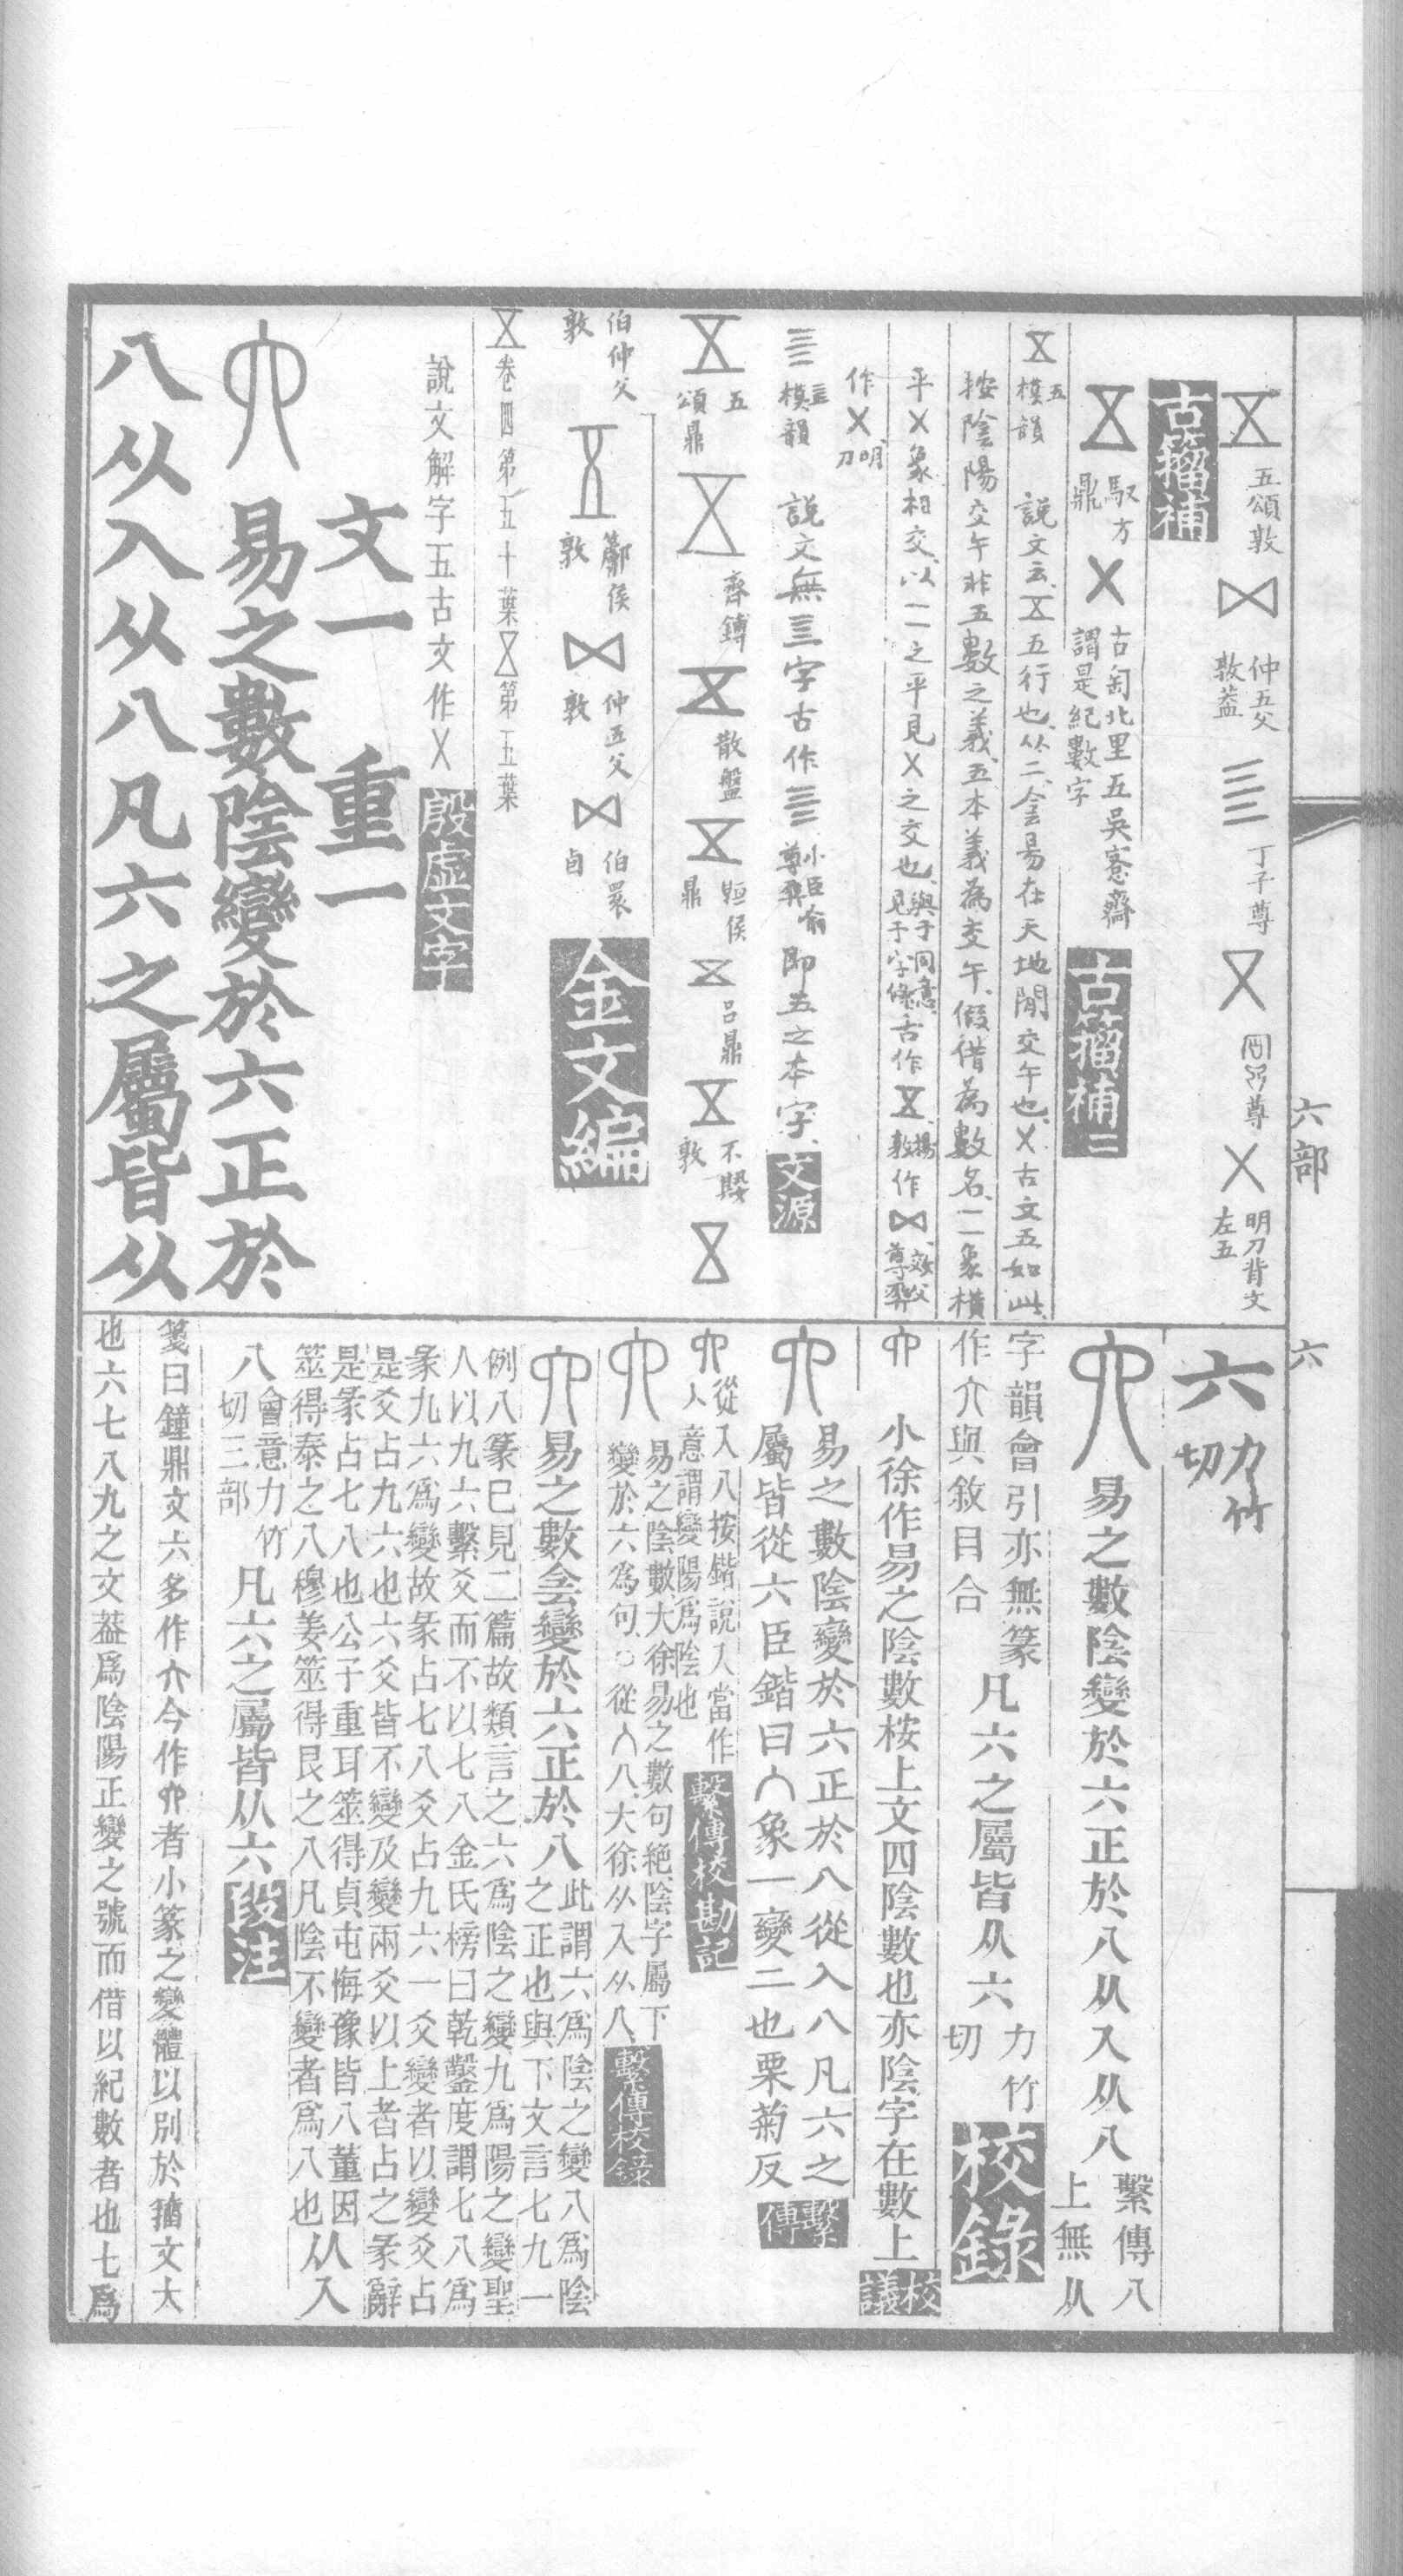 六部
六
五頌敦
仲五父敦蓋
丁子尊
尊
明刀背文左五
古籀補
馭方鼎
古匋北里五吳愙齋謂是紀數字
古籀補二
五模韻 說文云五行也从二侌昜在天地閒交午也㐅古文五如此
按陰陽交午非五數之義五本義為交午假借為數名二象橫
平㐅象相交以二之平見㐅之交也與于同意見于字條古作敦作尊彝
作㐅明刀
亖模韻 說文無亖字古作小臣俞尊彝即五之本字文源
五頌鼎
齊鎛
散盤
鼎
呂鼎
敦
伯仲父敦
侯敦
仲五父敦
伯睘卣
金文編
卷四第五十葉第五葉
說文解字五古文作㐅殷虛文字
文一 重一
易之數陰變於六正於
八从入从八凡六之屬皆从
六力竹切
易之數陰變於六正於八从入从八繫傳八上無从
字韻會引亦無篆作六與敘目合凡六之屬皆从六力竹切校錄
小徐作易之陰數桉上文四陰數也亦陰字在數上校議
易之數陰變於六正於八從入八凡六之
屬皆從六臣鍇曰入象一變二也栗菊反繫傳
從入八按鍇說入當作人意謂變陽爲陰也繫傳校勘記
易之陰數大徐易之數句絶陰字屬下
變於六爲句○從入八大徐从入从八繫傳校錄
易之數侌變於六正於八此謂六爲陰之變八爲陰
之正也與下文言七九一
例八篆已見二篇故類言之六爲陰之變九爲陽之變聖
人以九六繫爻而不以七八金氏榜曰乾鑿度謂七八爲
彖九六爲變故彖占七八爻占九六一爻變者以變爻占
是爻占九六也六爻皆不變及變兩爻以上者占之彖辭
是彖占七八也公子重耳筮得貞屯悔豫皆八董因
筮得泰之八穆姜筮得艮之八凡陰不變者爲八也从入
八會意力竹切三部凡六之屬皆从六段注
箋曰鐘鼎文六多作介今作者小篆之變體以別於籀文大
也六七八九之文葢爲陰陽正變之號而借以紀數者也七爲